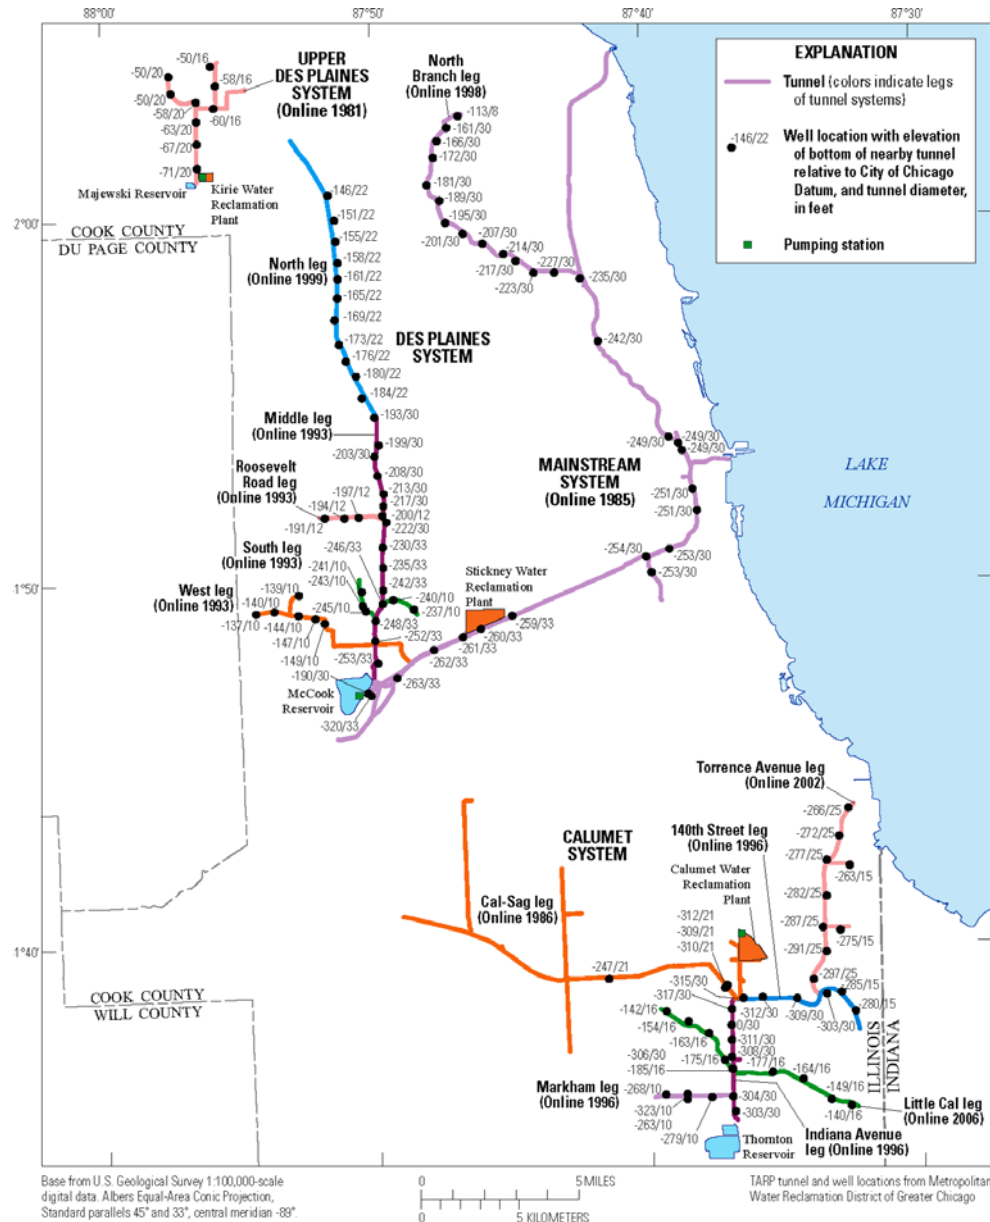 88°00'
87°50'
87°40'
87°30'
-50/16
-50/20
-58/16
-50/20
-58/20
-60/16
-63/20
-67/20
-71/20
UPPER
DES PLAINES
SYSTEM
(Online 1981)
Majewski Reservoir
Kirie Water
Reclamation
Plant
North
Branch leg
(Online 1998)
-113/8
-161/30
-166/30
-172/30
-181/30
-189/30
-195/30
-201/30
-207/30
-214/30
-217/30
-223/30
-227/30
-235/30
-242/30
EXPLANATION
Tunnel (colors indicate legs
of tunnel systems)
-146/22
Well location with elevation
of bottom of nearby tunnel
relative to City of Chicago
Datum, and tunnel diameter,
in feet
Pumping station
2°00'
COOK COUNTY
DU PAGE COUNTY
-146/22
-151/22
-155/22
-158/22
North leg
(Online 1999)
-161/22
-165/22
-169/22
-173/22
-176/22
-180/22
-184/22
-193/30
DES PLAINES
SYSTEM
Middle leg
(Online 1993)
-199/30
-203/30
-208/30
-213/30
-217/30
-200/12
-222/30
-230/33
-235/33
-242/33
Roosevelt
Road leg
(Online 1993)
-197/12
-194/12
-191/12
South leg
(Online 1993)
-246/33
-241/10
-243/10
-245/10
-240/10
-237/10
-248/33
-252/33
-253/33
West leg
(Online 1993)
-139/10
-140/10
-137/10
-144/10
-147/10
-149/10
-190/30
McCook
Reservoir
-320/33
-263/33
-262/33
-261/33
-260/33
-259/33
Stickney Water
Reclamation
Plant
MAINSTREAM
SYSTEM
(Online 1985)
-249/30
-249/30
-249/30
-251/30
-251/30
-254/30
-253/30
-253/30
LAKE
MICHIGAN
1°50'
Torrence Avenue leg
(Online 2002)
-266/25
-272/25
-277/25
-263/15
-282/25
-287/25
-275/15
-291/25
-297/25
-285/15
-280/15
-303/30
-309/30
-312/30
140th Street leg
(Online 1996)
Calumet Water
Reclamation
Plant
CALUMET
SYSTEM
Cal-Sag leg
(Online 1986)
-312/21
-309/21
-310/21
-247/21
-315/30
-317/30
0/30
-311/30
-308/30
-142/16
-154/16
-163/16
-175/16
-177/16
-164/16
-149/16
-140/16
-306/30
-185/16
Markham leg
(Online 1996)
-268/10
-323/10
-263/10
-279/10
-304/30
-303/30
Little Cal leg
(Online 2006)
Indiana Avenue
leg (Online 1996)
Thornton
Reservoir
1°40'
COOK COUNTY
WILL COUNTY
ILLINOIS
INDIANA
Base from U.S. Geological Survey 1:100,000-scale
digital data. Albers Equal-Area Conic Projection,
Standard parallels 45° and 33°, central meridian -89°.
0 5 MILES
0 5 KILOMETERS
TARP tunnel and well locations from Metropolitan
Water Reclamation District of Greater Chicago